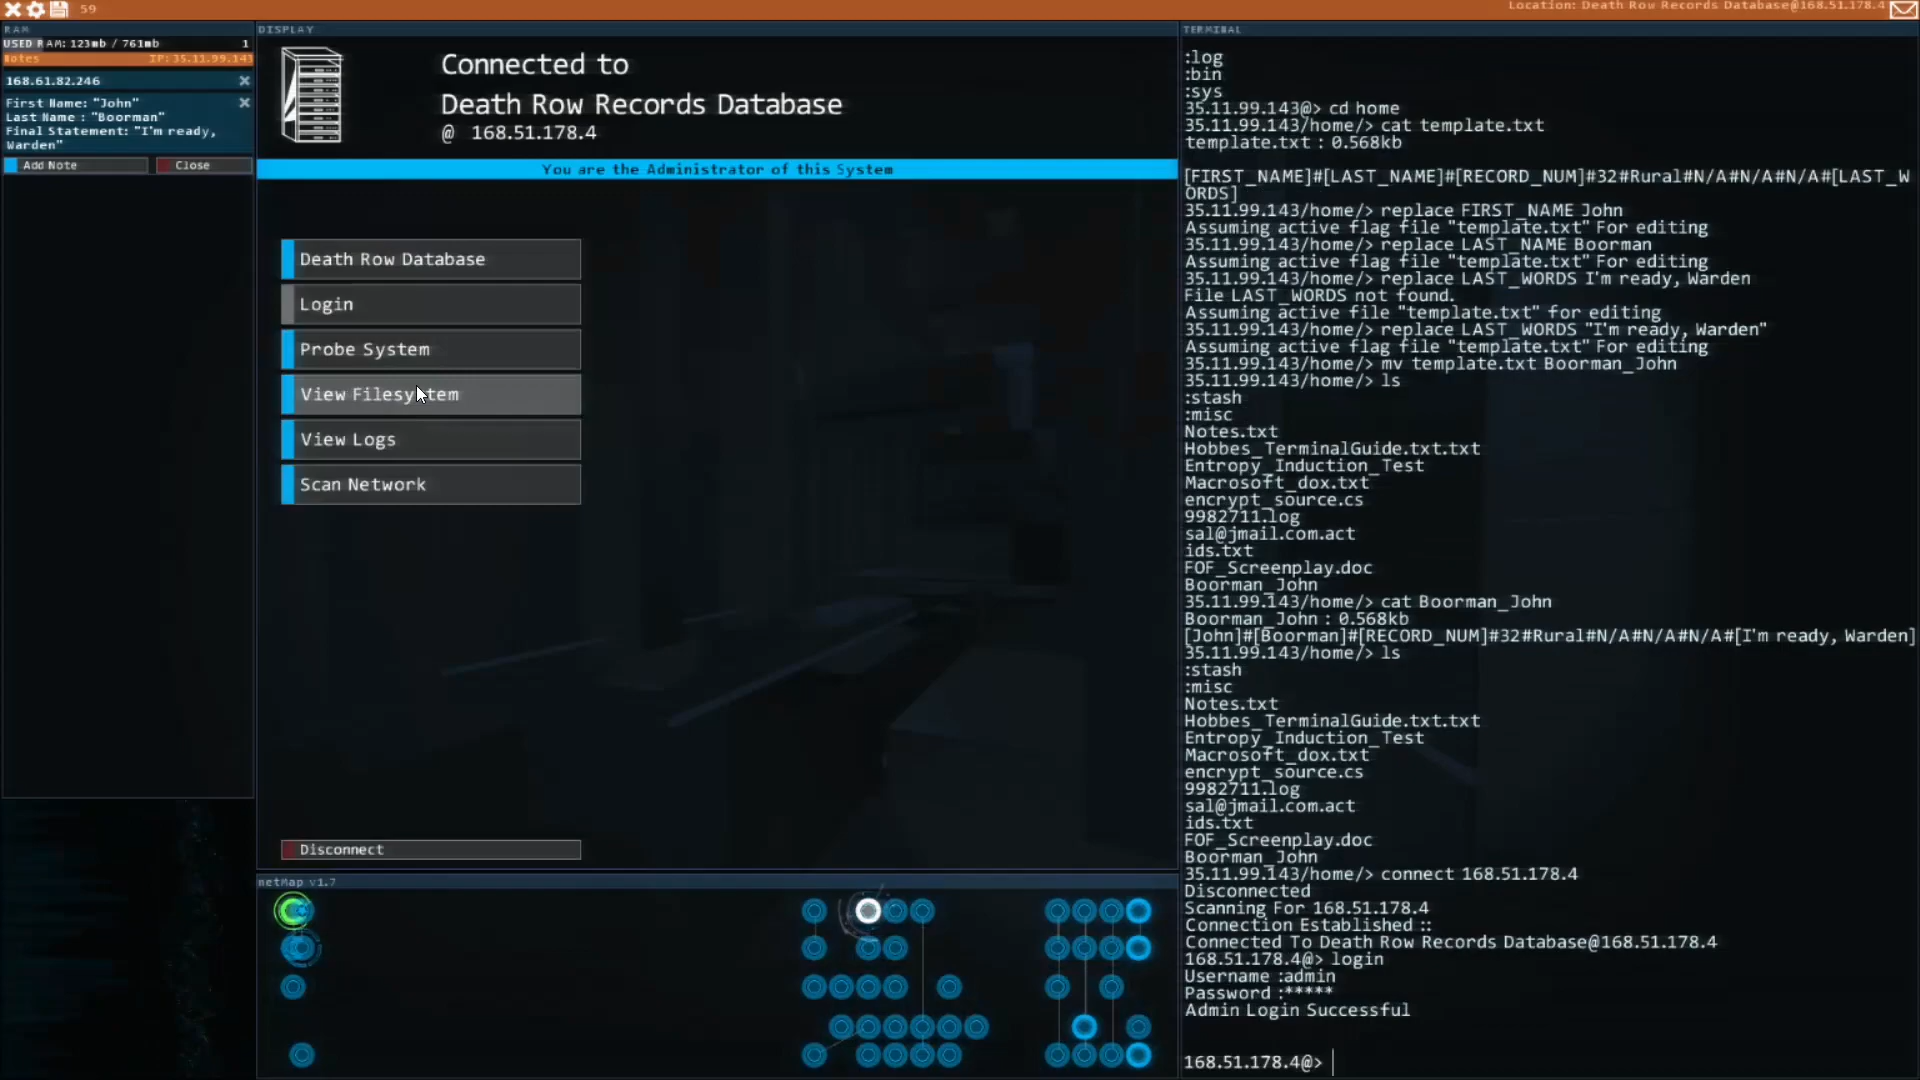 59
Location: Death Row Records Database@168.51.178.4
RAM
USED RAM: 123mb / 761mb 1
Notes IP: 35.11.99.143
168.61.82.246
First Name: "John"
Last Name : "Boorman"
Final Statement: "I'm ready,
Warden"
Add Note
Close
DISPLAY
Connected to
Death Row Records Database
@ 168.51.178.4
You are the Administrator of this System
Death Row Database
Login
Probe System
View Filesystem
View Logs
Scan Network
Disconnect
netMap v1.7
TERMINAL
:log
:bin
:sys
35.11.99.143@> cd home
35.11.99.143/home/> cat template.txt
template.txt : 0.568kb
[FIRST_NAME]#[LAST_NAME]#[RECORD_NUM]#32#Rural#N/A#N/A#N/A#[LAST_W
ORDS]
35.11.99.143/home/> replace FIRST_NAME John
Assuming active flag file "template.txt" For editing
35.11.99.143/home/> replace LAST_NAME Boorman
Assuming active flag file "template.txt" For editing
35.11.99.143/home/> replace LAST_WORDS I'm ready, Warden
File LAST_WORDS not found.
Assuming active file "template.txt" for editing
35.11.99.143/home/> replace LAST_WORDS "I'm ready, Warden"
Assuming active flag file "template.txt" For editing
35.11.99.143/home/> mv template.txt Boorman_John
35.11.99.143/home/> ls
:stash
:misc
Notes.txt
Hobbes_TerminalGuide.txt.txt
Entropy_Induction_Test
Macrosoft_dox.txt
encrypt_source.cs
9982711.log
sal@jmail.com.act
ids.txt
FOF_Screenplay.doc
Boorman_John
35.11.99.143/home/> cat Boorman_John
Boorman_John : 0.568kb
[John]#[Boorman]#[RECORD_NUM]#32#Rural#N/A#N/A#N/A#[I'm ready, Warden]
35.11.99.143/home/> ls
:stash
:misc
Notes.txt
Hobbes_TerminalGuide.txt.txt
Entropy_Induction_Test
Macrosoft_dox.txt
encrypt_source.cs
9982711.log
sal@jmail.com.act
ids.txt
FOF_Screenplay.doc
Boorman_John
35.11.99.143/home/> connect 168.51.178.4
Disconnected
Scanning For 168.51.178.4
Connection Established ::
Connected To Death Row Records Database@168.51.178.4
168.51.178.4@> login
Username :admin
Password :*****
Admin Login Successful
168.51.178.4@>